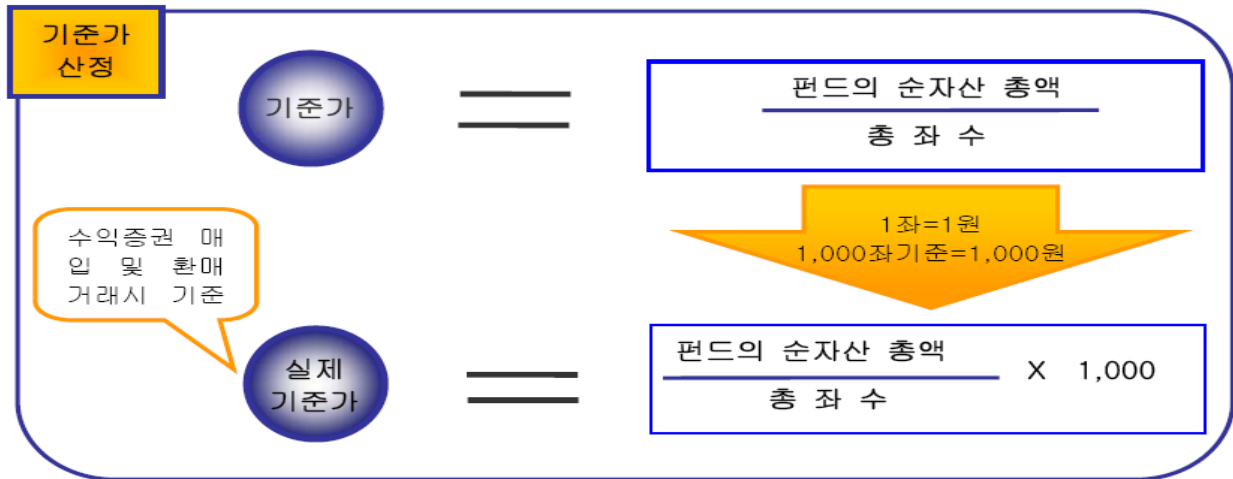 기준가
산정
기준가
펀드의 순자산 총액
총 좌 수
1좌=1원
1,000좌기준=1,000원
수익증권 매
입 및 환매
거래시 기준
실제
기준가
펀드의 순자산 총액
총 좌 수
X 1,000